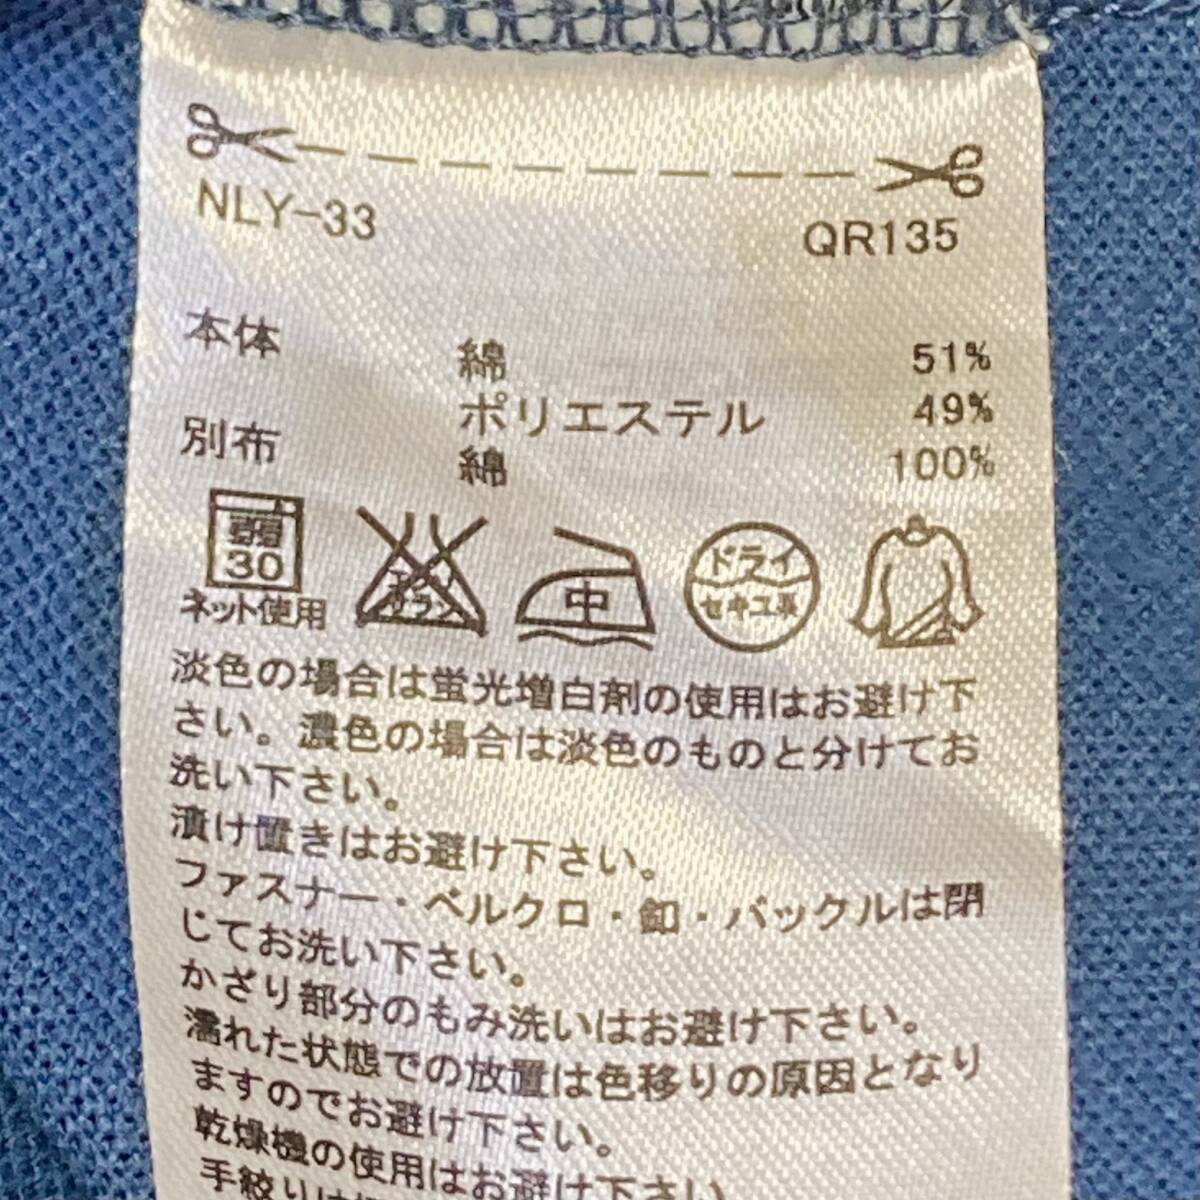 NLY-33 QR135
本体 綿 51%
ポリエステル 49%
別布 綿 100%
弱 30 中 ドライ セキユ系
ネット使用
淡色の場合は蛍光増白剤の使用はお避け下
さい。濃色の場合は淡色のものと分けてお
洗い下さい。
漬け置きはお避け下さい。
ファスナー・ベルクロ・釦・バックルは閉
じてお洗い下さい。
かざり部分のもみ洗いはお避け下さい。
濡れた状態での放置は色移りの原因となり
ますのでお避け下さい。
乾燥機の使用はお避け下さい。
手絞りは